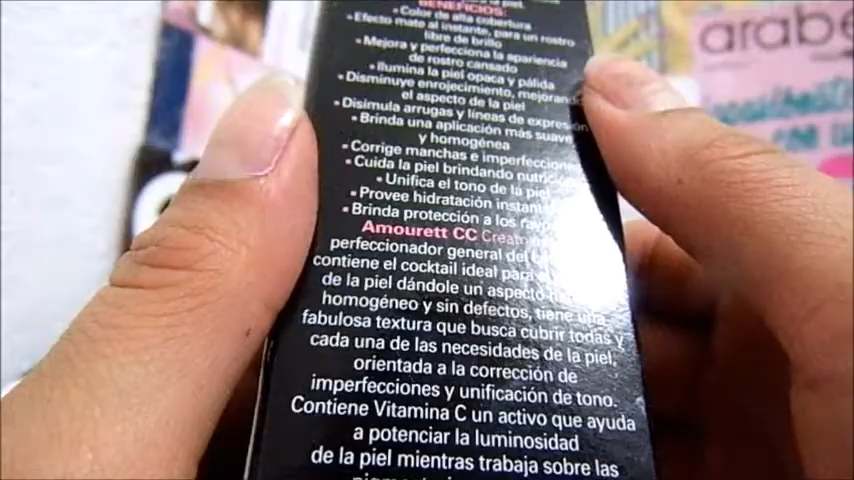 BENEFICIOS:
• Color de alta cobertura
• Efecto mate al instante, para un rostro
libre de brillo
• Mejora y perfecciona la apariencia
de rostro cansado
• Ilumina la piel opaca y pálida
• Disminuye enrojecimiento, mejorando
el aspecto de la piel
• Disimula arrugas y líneas de expresión
• Brinda una aplicación más suave
y homogénea
• Corrige manchas e imperfecciones
• Cuida la piel brindando
• Unifica el tono de piel
• Provee hidratación
• Brinda protección a los
Amourett CC Cream
perfeccionador general del
contiene el cocktail ideal para
de la piel dándole un aspecto
homogéneo y sin defectos, tiene una
fabulosa textura que busca cubrir todas y
cada una de las necesidades de la piel,
orientada a la corrección de
imperfecciones y unificación de tono.
Contiene Vitamina C un activo que ayuda
a potenciar la luminosidad de
la piel mientras trabaja sobre las
arabel